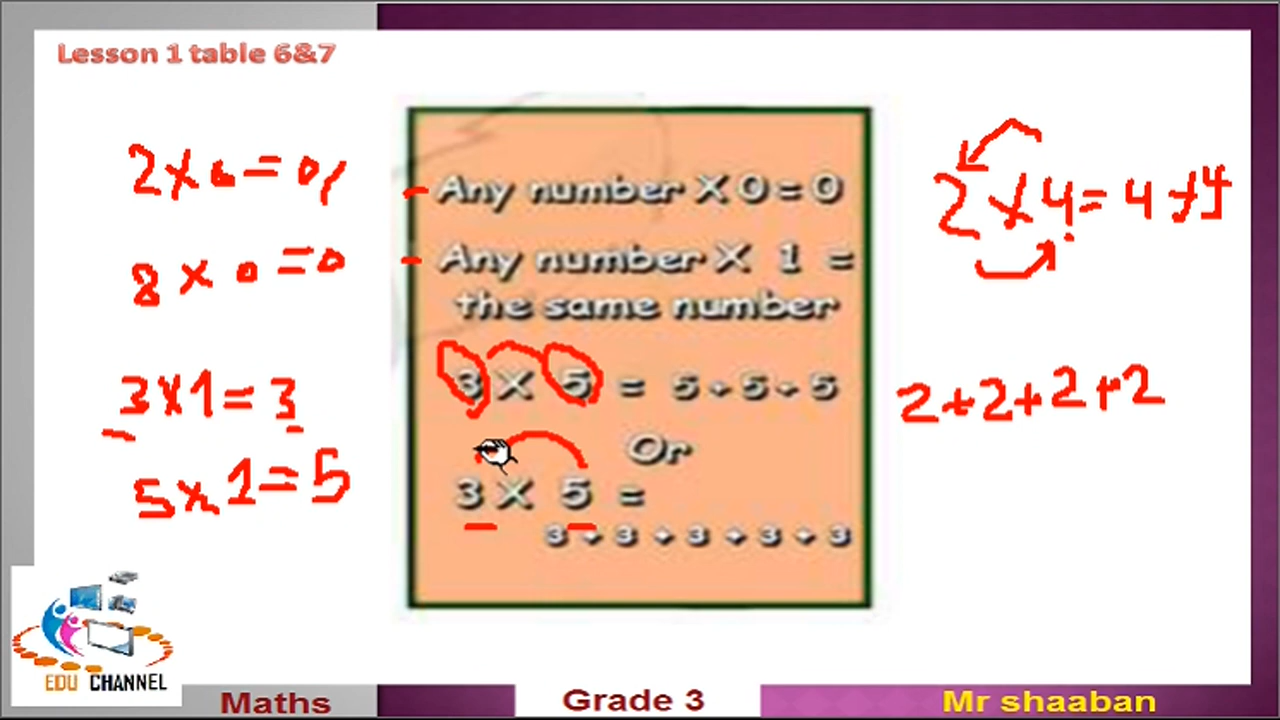 Lesson 1 table 6&7
2 × 0 = 0
8 × 0 = 0
3 × 1 = 3
5 × 1 = 5
- Any number X 0 = 0
- Any number X 1 =
the same number
3 X 5 = 5 + 5 + 5
Or
3 X 5 =
3 + 3 + 3 + 3 + 3
2 × 4 = 4 + 4
2 + 2 + 2 + 2
EDU CHANNEL
Maths
Grade 3
Mr shaaban